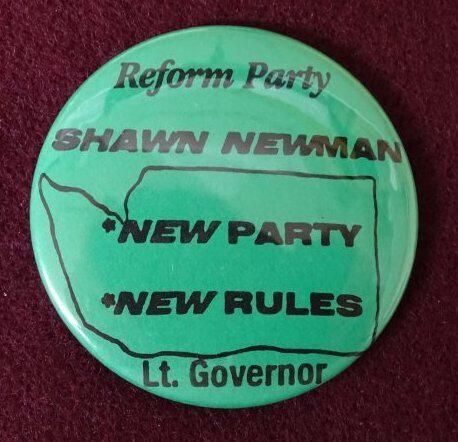 Reform Party
SHAWN NEWMAN
*NEW PARTY
*NEW RULES
Lt. Governor